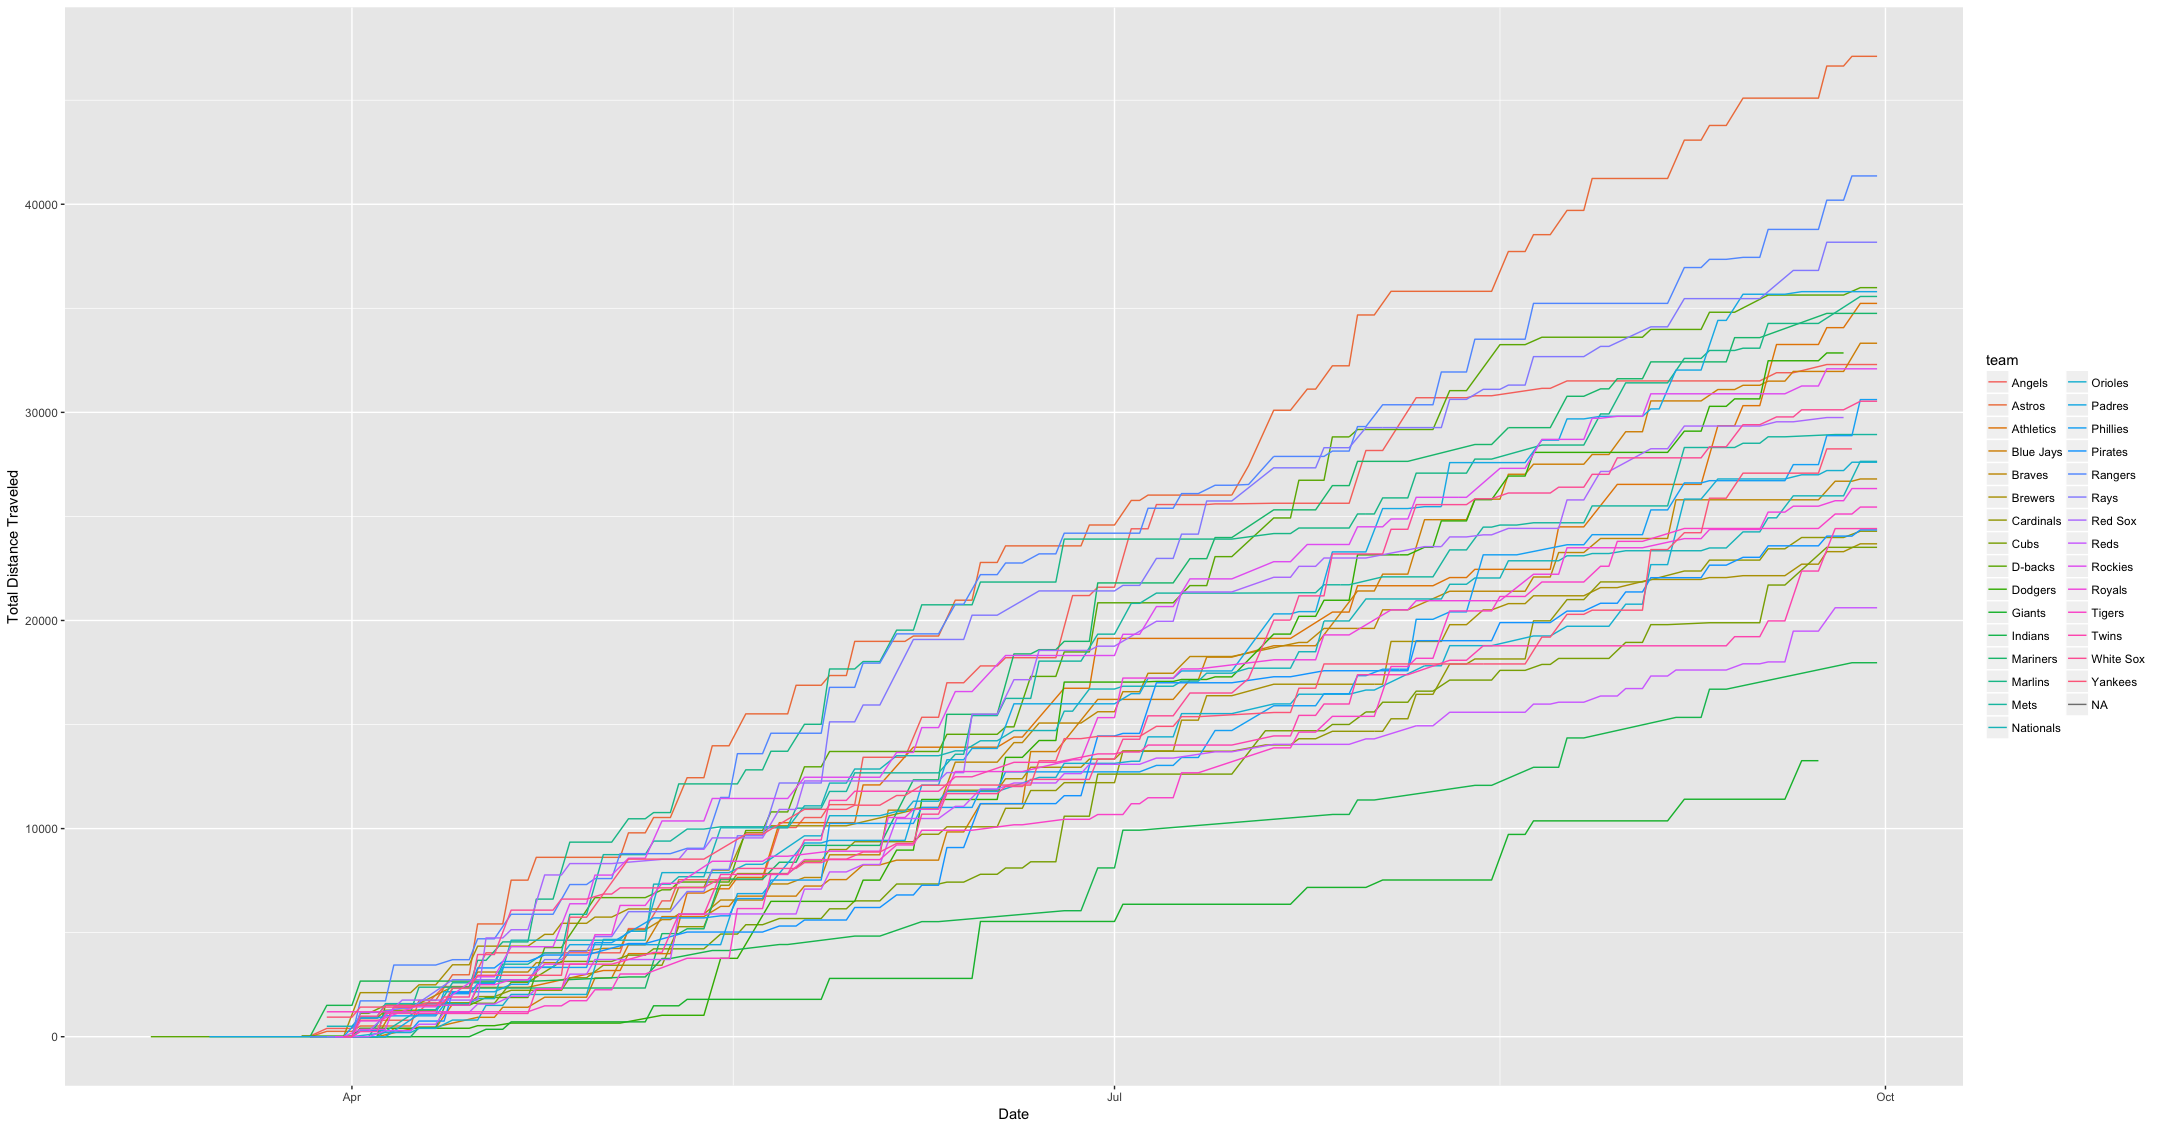 Total Distance Traveled
40000
30000
20000
10000
0
Apr
Jul
Oct
Date
team
Angels
Astros
Athletics
Blue Jays
Braves
Brewers
Cardinals
Cubs
D-backs
Dodgers
Giants
Indians
Mariners
Marlins
Mets
Nationals
Orioles
Padres
Phillies
Pirates
Rangers
Rays
Red Sox
Reds
Rockies
Royals
Tigers
Twins
White Sox
Yankees
NA